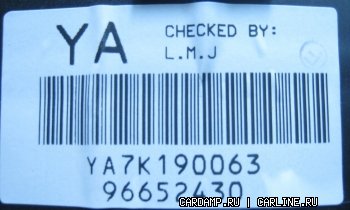 YA
CHECKED BY:
L.M.J
YA7K190063
96652430
CARDAMP.RU | CARLINE.RU